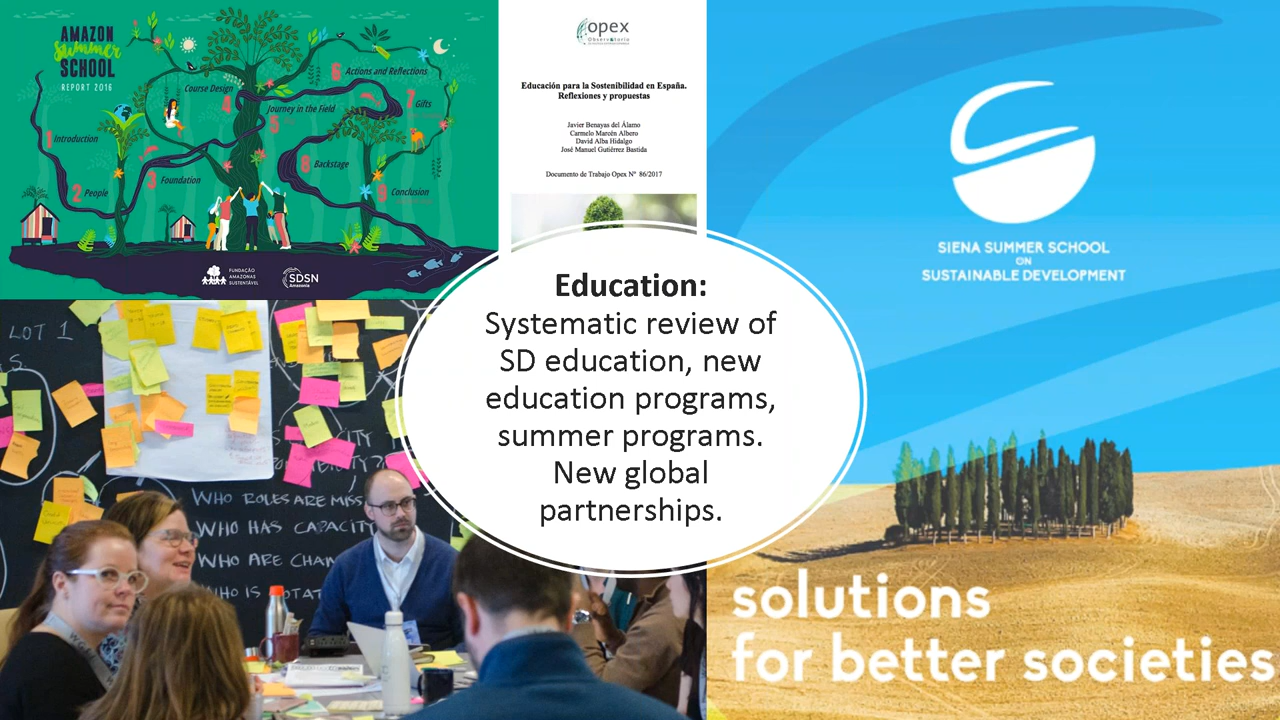 AMAZON
Summer
SCHOOL
REPORT 2016
1 Introduction
2 People
3 Foundation
Course Design
4
Journey in the Field
5
6 Actions and Reflections
7 Gifts
8 Backstage
9 Conclusion
FUNDAÇÃO
AMAZONAS
SUSTENTÁVEL
SDSN
Amazonia
opex
Observatorio
Educación para la Sostenibilidad en España.
Reflexiones y propuestas
Javier Benayas del Álamo
Carmelo Marcén Albero
David Alba Hidalgo
José Manuel Gutiérrez Bastida
Documento de Trabajo Opex Nº 86/2017
SIENA SUMMER SCHOOL
ON
SUSTAINABLE DEVELOPMENT
Education:
Systematic review of
SD education, new
education programs,
summer programs.
New global
partnerships.
LOT 1
WHO ROLES ARE MISS
WHO HAS CAPACITY
WHO ARE CHAN
WHO IS
solutions
for better societies